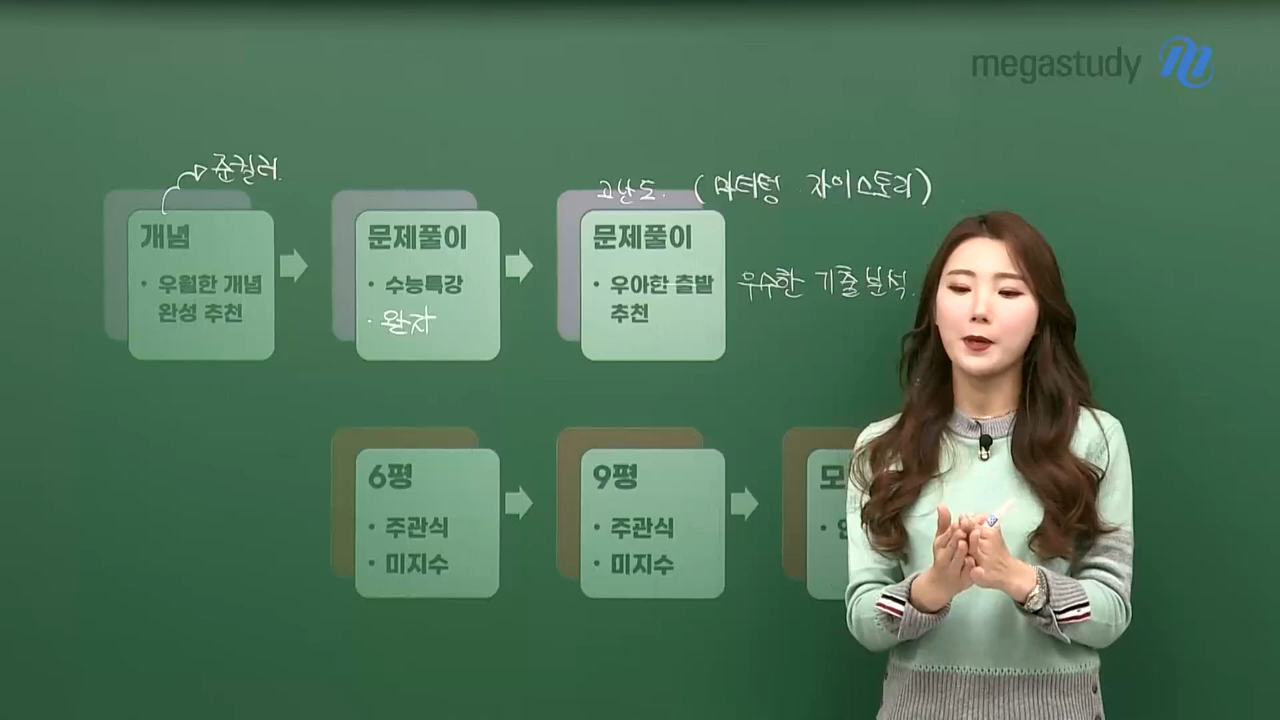 megastudy
준킬러.
고난도. (마더텅 자이스토리)
개념
• 우월한 개념
완성 추천
문제풀이
• 수능특강
· 완자
문제풀이
• 우아한 출발
추천
우수한 기출분석.
6평
• 주관식
• 미지수
9평
• 주관식
• 미지수
모